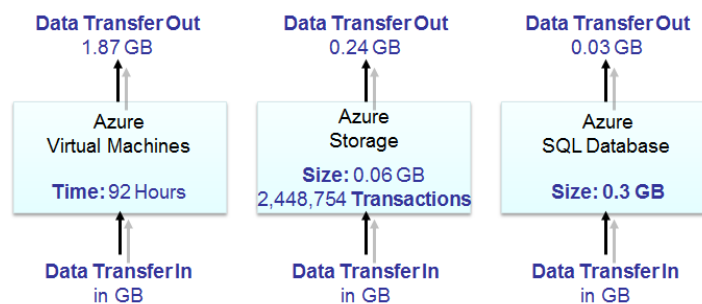 Data Transfer Out
1.87 GB
Azure
Virtual Machines
Time: 92 Hours
Data Transfer In
in GB
Data Transfer Out
0.24 GB
Azure
Storage
Size: 0.06 GB
2,448,754 Transactions
Data Transfer In
in GB
Data Transfer Out
0.03 GB
Azure
SQL Database
Size: 0.3 GB
Data Transfer In
in GB